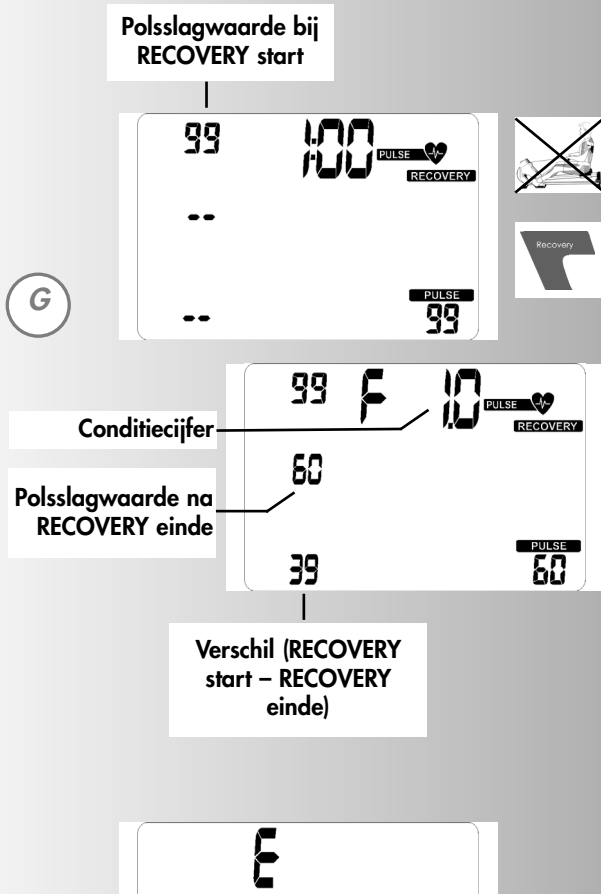 Polsslagwaarde bij
RECOVERY start
99 1:00 PULSE
RECOVERY
--
Recovery
G
PULSE
-- 99
99 F 1.0 PULSE
RECOVERY
Conditiecijfer
60
Polsslagwaarde na
RECOVERY einde
PULSE
39 60
Verschil (RECOVERY
start – RECOVERY
einde)
E